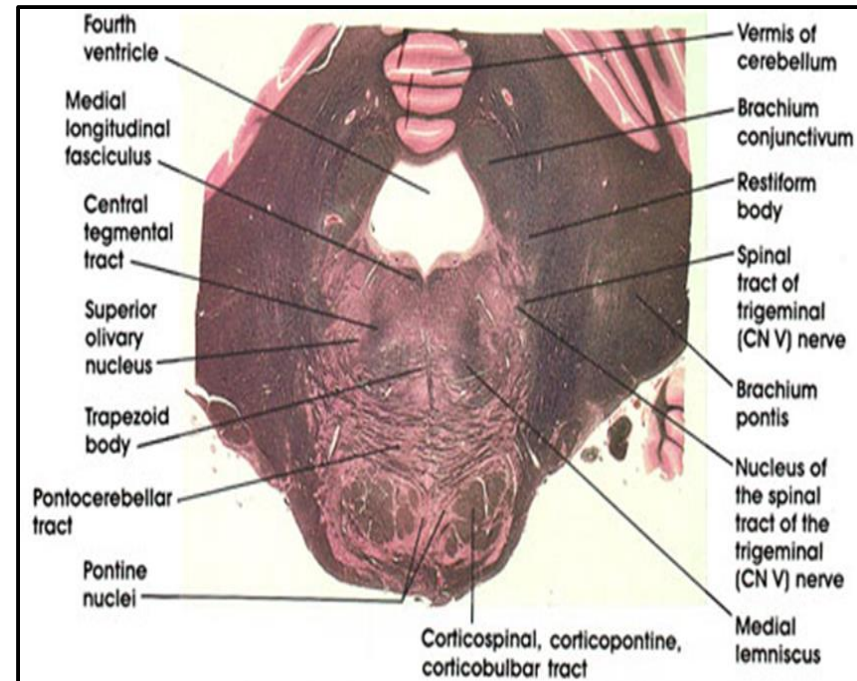 Fourth
ventricle
Medial
longitudinal
fasciculus
Central
tegmental
tract
Superior
olivary
nucleus
Trapezoid
body
Pontocerebellar
tract
Pontine
nuclei
Corticospinal, corticopontine,
corticobulbar tract
Vermis of
cerebellum
Brachium
conjunctivum
Restiform
body
Spinal
tract of
trigeminal
(CN V) nerve
Brachium
pontis
Nucleus of
the spinal
tract of the
trigeminal
(CN V) nerve
Medial
lemniscus